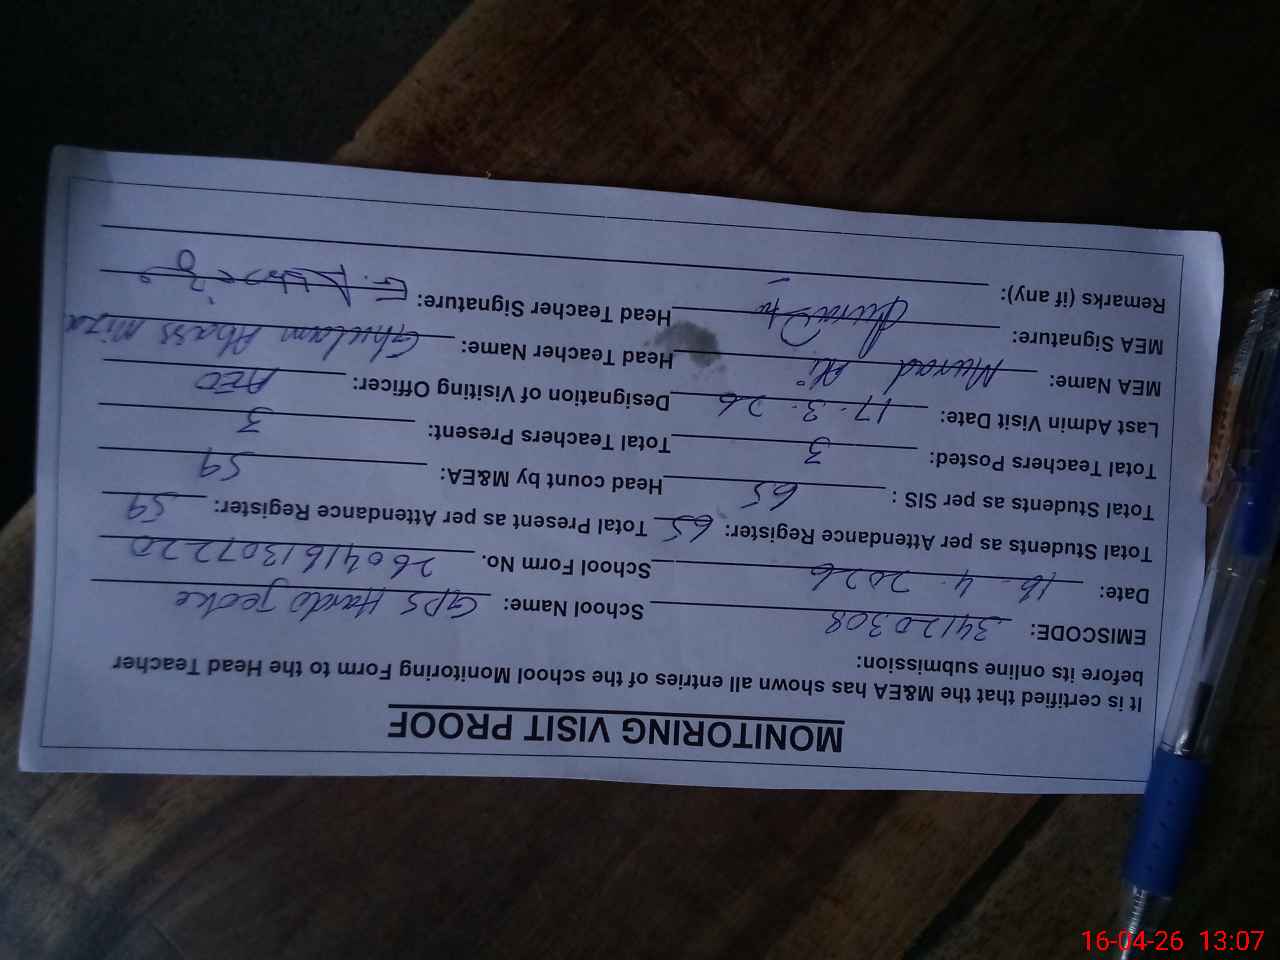 MONITORING VISIT PROOF
It is certified that the M&EA has shown all entries of the school Monitoring Form to the Head Teacher
before its online submission:
EMISCODE: 34120308 School Name: GPS Hardo Jeoke
Date: 16-4-2026 School Form No. 2604161307220
Total Students as per Attendance Register: 65 Total Present as per Attendance Register: 59
Total Students as per SIS : 65 Head count by M&EA: 59
Total Teachers Posted: 3 Total Teachers Present: 3
Last Admin Visit Date: 17-3-26 Designation of Visiting Officer: AEO
MEA Name: Murad Ali Head Teacher Name: Ghulam Abass Mirza
MEA Signature: Head Teacher Signature:
Remarks (if any):
16-04-26 13:07